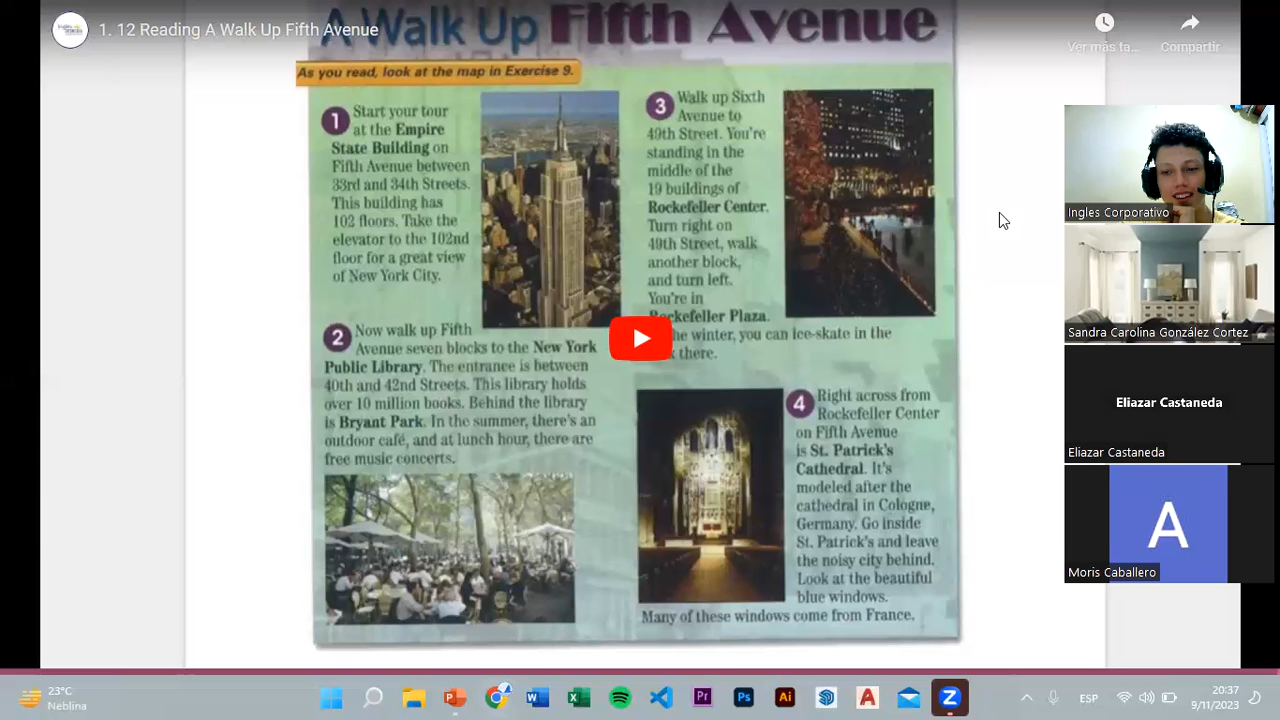 1. 12 Reading A Walk Up Fifth Avenue
Ver más ta...
Compartir
A Walk Up Fifth Avenue
As you read, look at the map in Exercise 9.
1 Start your tour
at the Empire
State Building on
Fifth Avenue between
33rd and 34th Streets.
This building has
102 floors. Take the
elevator to the 102nd
floor for a great view
of New York City.
2 Now walk up Fifth
Avenue seven blocks to the New York
Public Library. The entrance is between
40th and 42nd Streets. This library holds
over 10 million books. Behind the library
is Bryant Park. In the summer, there's an
outdoor café, and at lunch hour, there are
free music concerts.
3 Walk up Sixth
Avenue to
49th Street. You're
standing in the
middle of the
19 buildings of
Rockefeller Center.
Turn right on
49th Street, walk
another block,
and turn left.
You're in
Rockefeller Plaza.
winter, you can ice-skate in the
there.
4 Right across from
Rockefeller Center
on Fifth Avenue
is St. Patrick's
Cathedral. It's
modeled after the
cathedral in Cologne,
Germany. Go inside
St. Patrick's and leave
the noisy city behind.
Look at the beautiful
blue windows.
Many of these windows come from France.
Ingles Corporativo
Sandra Carolina González Cortez
Eliazar Castaneda
Eliazar Castaneda
A
Moris Caballero
23°C
Neblina
ESP
20:37
9/11/2023